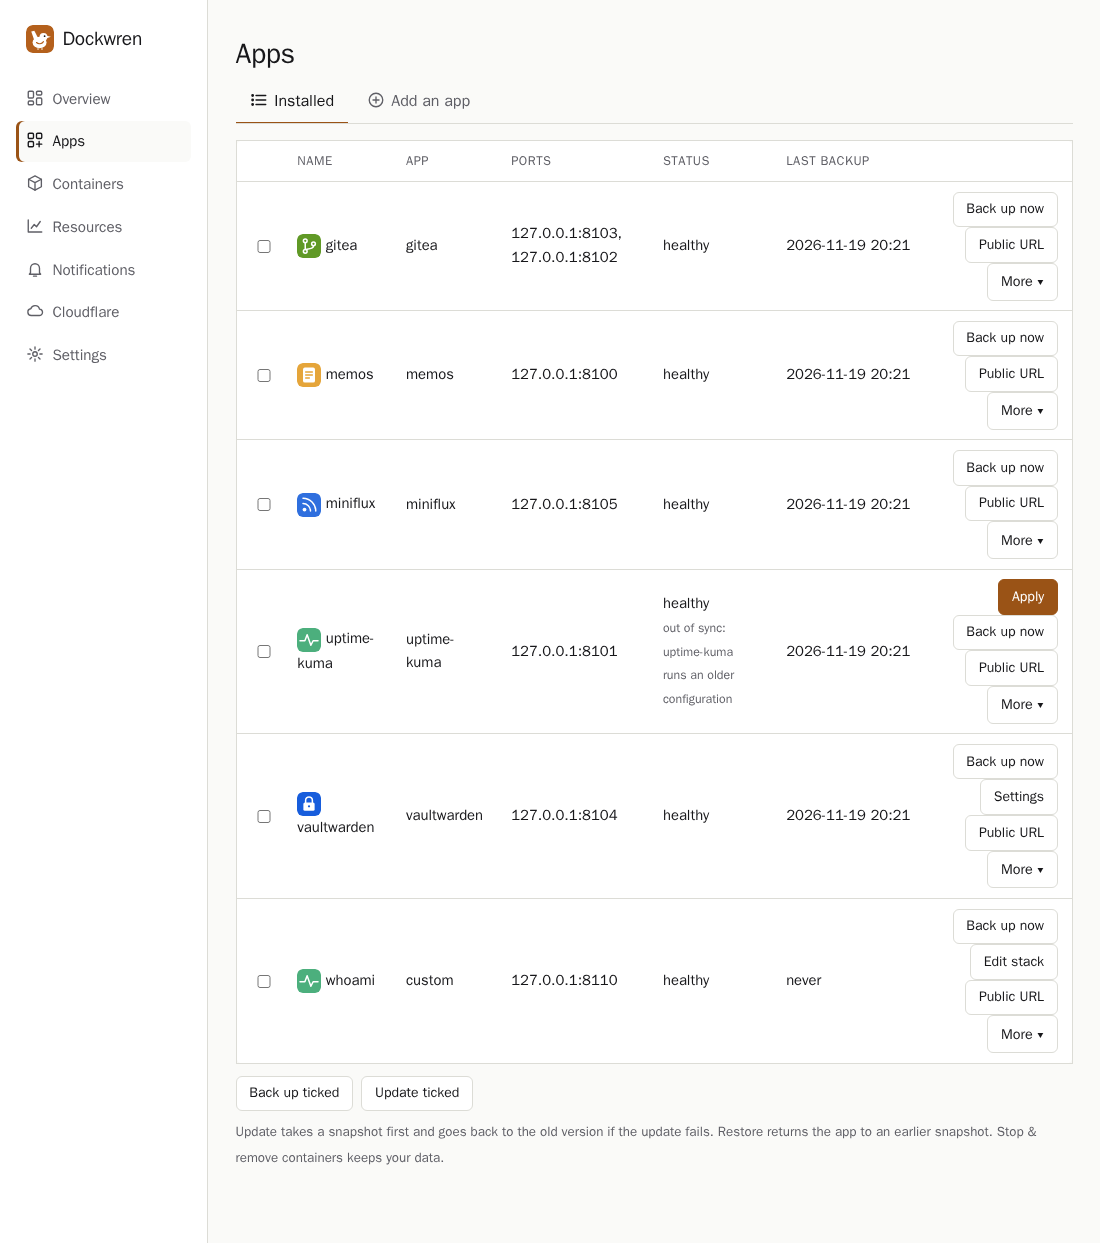 Dockwren
Overview
Apps
Containers
Resources
Notifications
Cloudflare
Settings
Apps
Installed
Add an app
NAME APP PORTS STATUS LAST BACKUP
gitea gitea 127.0.0.1:8103, 127.0.0.1:8102 healthy 2026-11-19 20:21
Back up now
Public URL
More ▾
memos memos 127.0.0.1:8100 healthy 2026-11-19 20:21
Back up now
Public URL
More ▾
miniflux miniflux 127.0.0.1:8105 healthy 2026-11-19 20:21
Back up now
Public URL
More ▾
uptime-
kuma
uptime-
kuma
127.0.0.1:8101
healthy
out of sync:
uptime-kuma
runs an older
configuration
2026-11-19 20:21
Apply
Back up now
Public URL
More ▾
vaultwarden vaultwarden 127.0.0.1:8104 healthy 2026-11-19 20:21
Back up now
Settings
Public URL
More ▾
whoami custom 127.0.0.1:8110 healthy never
Back up now
Edit stack
Public URL
More ▾
Back up ticked
Update ticked
Update takes a snapshot first and goes back to the old version if the update fails. Restore returns the app to an earlier snapshot. Stop &
remove containers keeps your data.